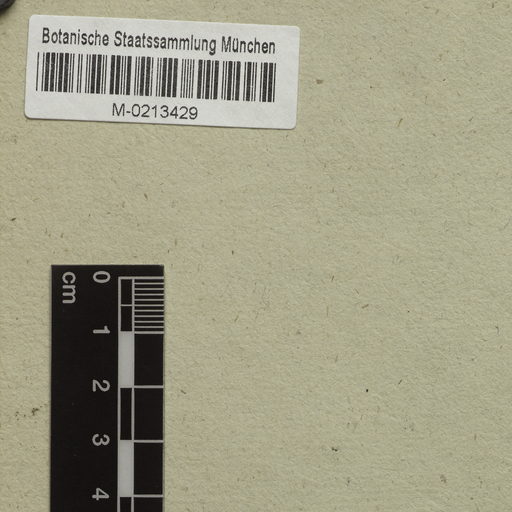 Botanische Staatssammlung München
M-0213429
cm
0
1
2
3
4